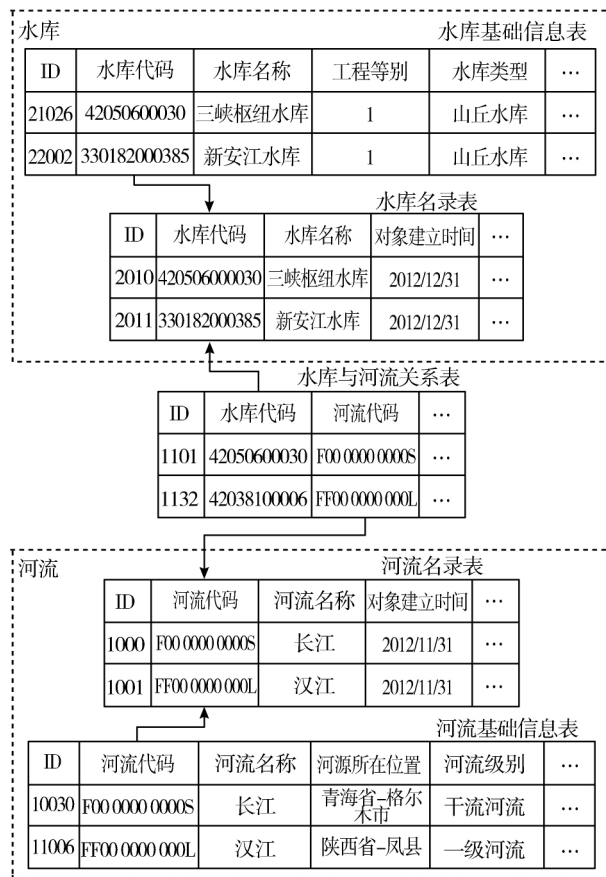 水库 水库基础信息表
ID 水库代码 水库名称 工程等别 水库类型 …
21026 42050600030 三峡枢纽水库 1 山丘水库 …
22002 330182000385 新安江水库 1 山丘水库 …
水库名录表
ID 水库代码 水库名称 对象建立时间 …
2010 420506000030 三峡枢纽水库 2012/12/31 …
2011 330182000385 新安江水库 2012/12/31 …
水库与河流关系表
ID 水库代码 河流代码 …
1101 42050600030 F00 0000 0000S …
1132 42038100006 FF00 0000 000L …
河流 河流名录表
ID 河流代码 河流名称 对象建立时间 …
1000 F00 0000 0000S 长江 2012/11/31 …
1001 FF00 0000 000L 汉江 2012/11/31 …
河流基础信息表
ID 河流代码 河流名称 河源所在位置 河流级别 …
10030 F00 0000 0000S 长江 青海省-格尔 干流河流 …
木市
11006 FF00 0000 000L 汉江 陕西省-凤县 一级河流 …